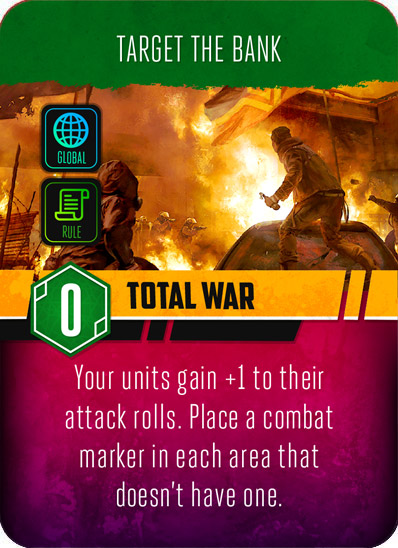 TARGET THE BANK
GLOBAL
RULE
0 TOTAL WAR
Your units gain +1 to their
attack rolls. Place a combat
marker in each area that
doesn't have one.